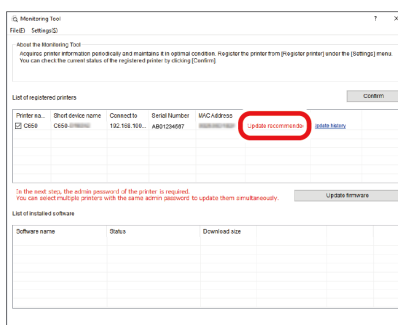 Monitoring Tool
?
X
File(F) Settings(S)
About the Monitoring Tool
Acquires printer information periodically and maintains it in optimal condition. Register the printer from [Register printer] under the [Settings] menu.
You can check the current status of the registered printer by clicking [Confirm].
List of registered printers
Confirm
Printer na... Short device name Connect to Serial Number MAC Address
C650 C650- 192.168.100... AB01234567 Update recommended Update history
In the next step, the admin password of the printer is required.
You can select multiple printers with the same admin password to update them simultaneously.
Update firmware
List of installed software
Software name Status Download size